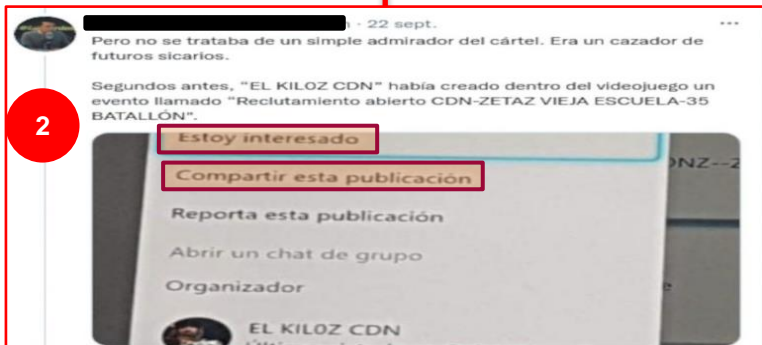 · 22 sept.
Pero no se trataba de un simple admirador del cártel. Era un cazador de
futuros sicarios.
Segundos antes, "EL KILOZ CDN" había creado dentro del videojuego un
evento llamado "Reclutamiento abierto CDN-ZETAZ VIEJA ESCUELA-35
BATALLÓN".
2
Estoy interesado
Compartir esta publicación
Reporta esta publicación
Abrir un chat de grupo
Organizador
EL KIL0Z CDN